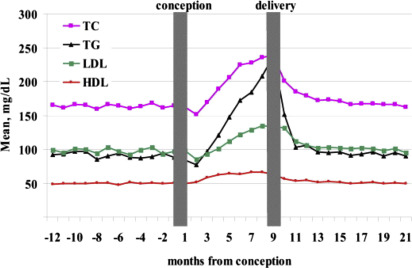 conception delivery
300
250
200
150
100
50
TC
TG
LDL
HDL
Mean, mg/dL
-12 -10 -8 -6 -4 -2 1 3 5 7 9 11 13 15 17 19 21
months from conception